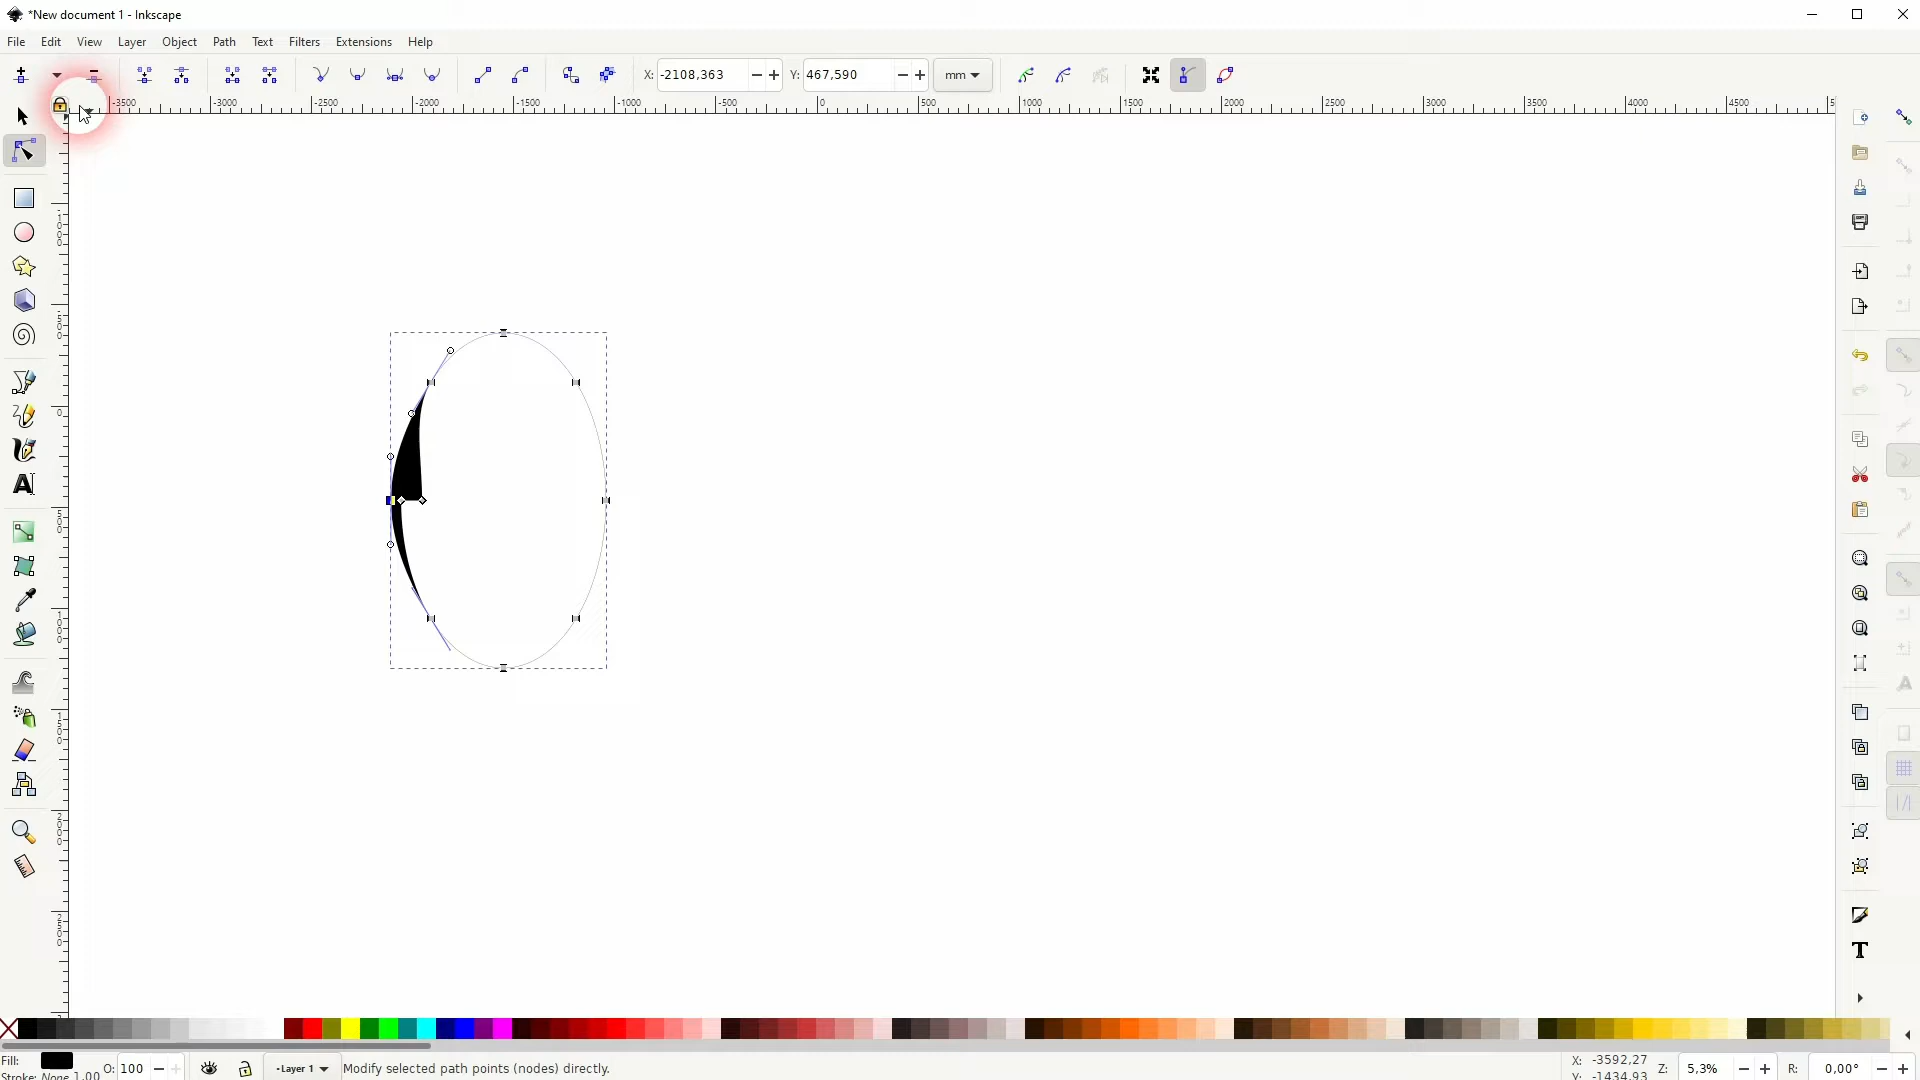 *New document 1 - Inkscape
File Edit View Layer Object Path Text Filters Extensions Help
X: -2108,363 Y: 467,590 mm
-3500 -3000 -2500 -2000 -1500 -1000 -500 0 500 1000 1500 2000 2500 3000 3500 4000 4500
Fill: O: 100 Layer 1 Modify selected path points (nodes) directly. X: -3592,27 Z: 5,3% R: 0,00°
Stroke: None 1,00 Y: -1434,93